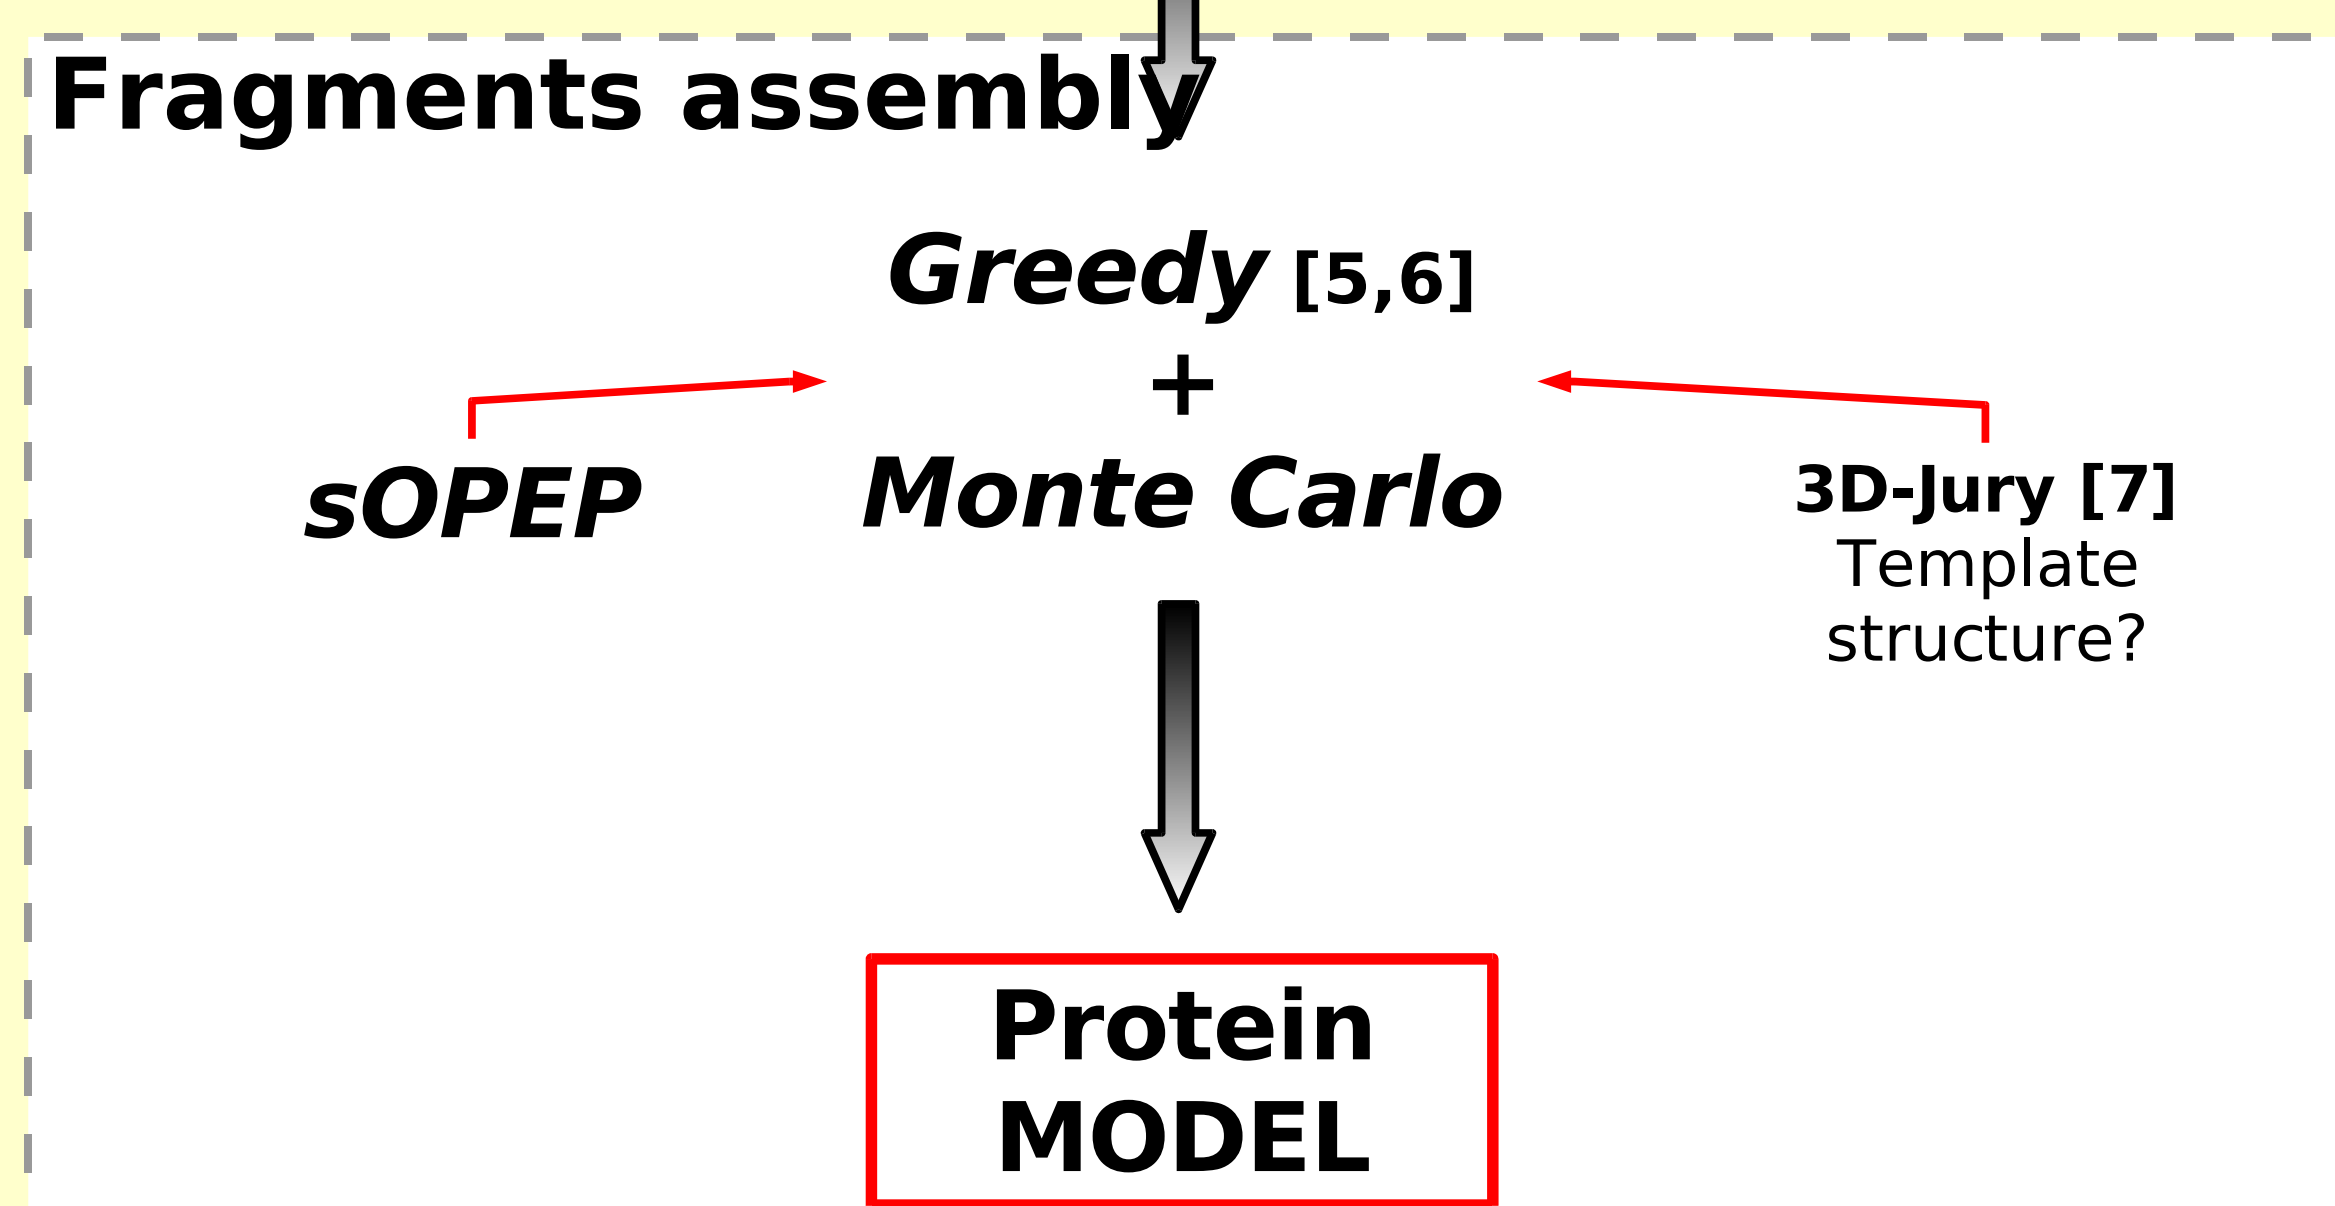 Fragments assembly
Greedy [5,6]
+
sOPEP
Monte Carlo
3D-Jury [7]
Template
structure?
Protein
MODEL